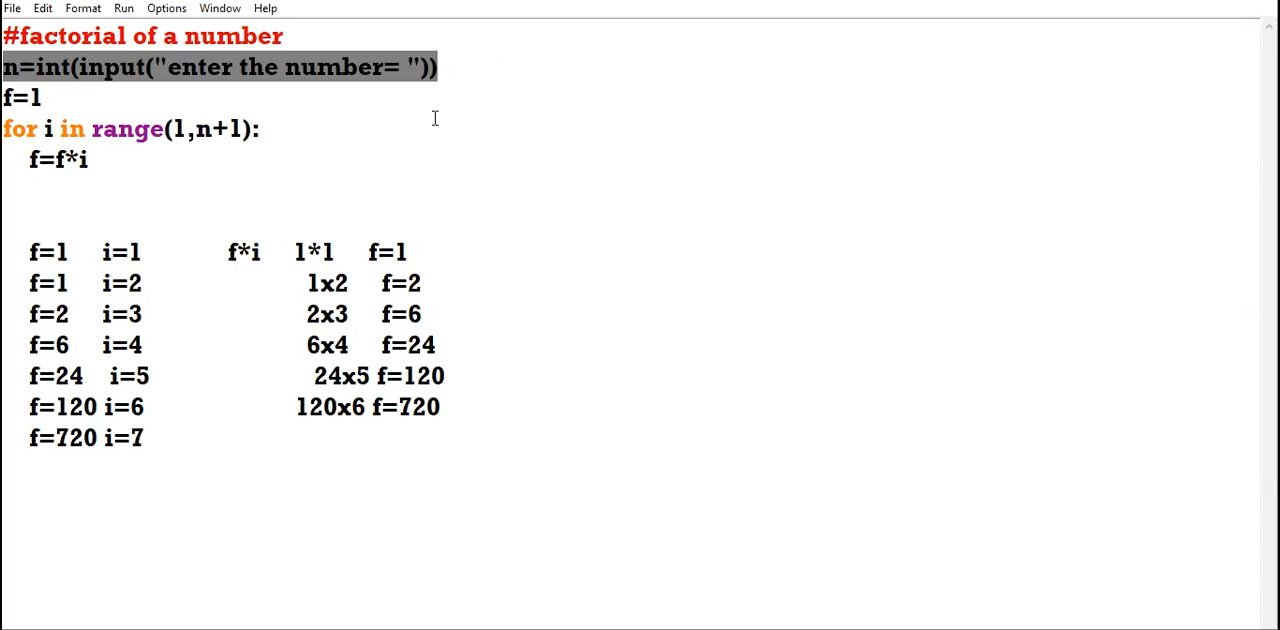 File Edit Format Run Options Window Help
#factorial of a number
n=int(input("enter the number= "))
f=1
for i in range(1,n+1):
f=f*i
f=1 i=1 f*i 1*1 f=1
f=1 i=2 1x2 f=2
f=2 i=3 2x3 f=6
f=6 i=4 6x4 f=24
f=24 i=5 24x5 f=120
f=120 i=6 120x6 f=720
f=720 i=7